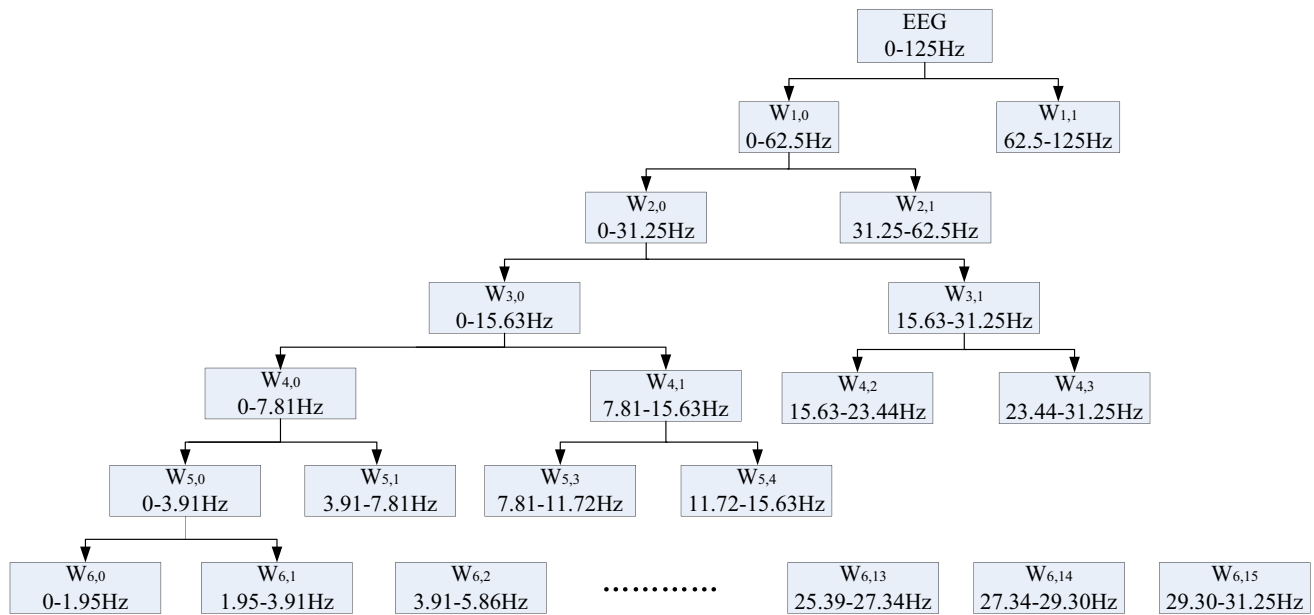 EEG
0-125Hz
W1,0
0-62.5Hz
W1,1
62.5-125Hz
W2,0
0-31.25Hz
W2,1
31.25-62.5Hz
W3,0
0-15.63Hz
W3,1
15.63-31.25Hz
W4,0
0-7.81Hz
W4,1
7.81-15.63Hz
W4,2
15.63-23.44Hz
W4,3
23.44-31.25Hz
W5,0
0-3.91Hz
W5,1
3.91-7.81Hz
W5,3
7.81-11.72Hz
W5,4
11.72-15.63Hz
W6,0
0-1.95Hz
W6,1
1.95-3.91Hz
W6,2
3.91-5.86Hz
............
W6,13
25.39-27.34Hz
W6,14
27.34-29.30Hz
W6,15
29.30-31.25Hz